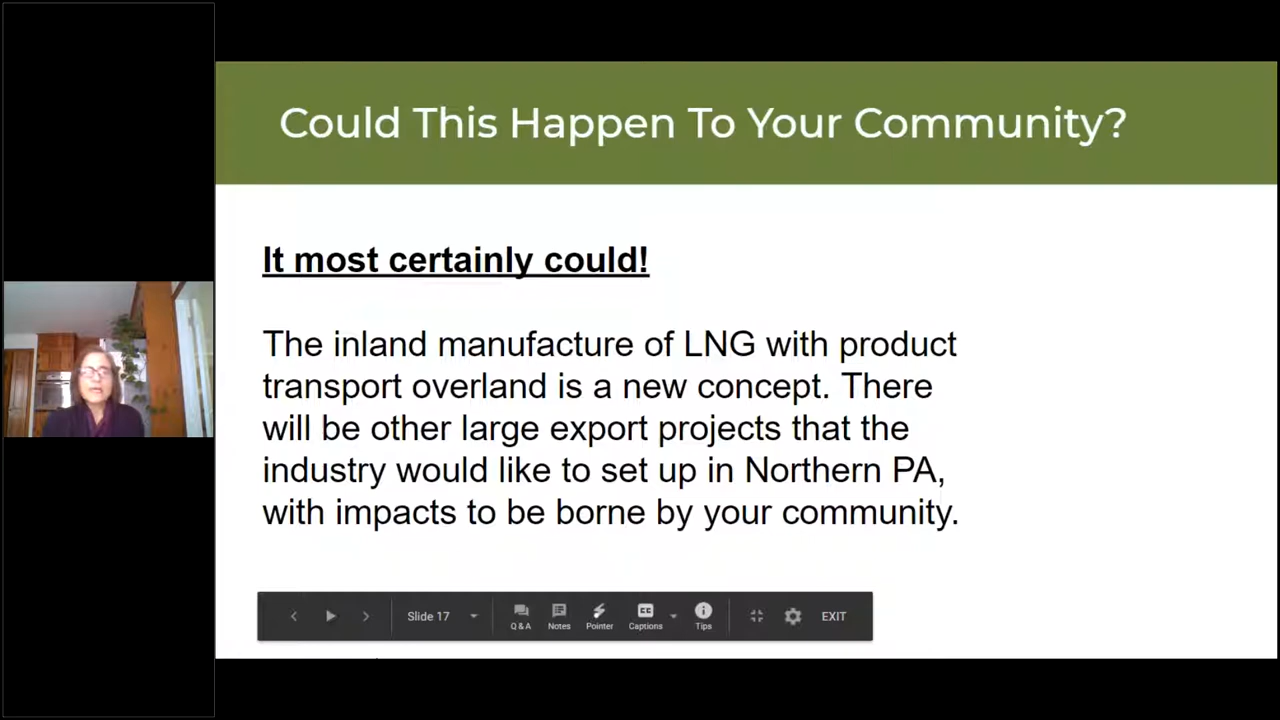 Could This Happen To Your Community?
It most certainly could!
The inland manufacture of LNG with product
transport overland is a new concept. There
will be other large export projects that the
industry would like to set up in Northern PA,
with impacts to be borne by your community.
Slide 17
Q & A
Notes
Pointer
CC
Captions
Tips
EXIT